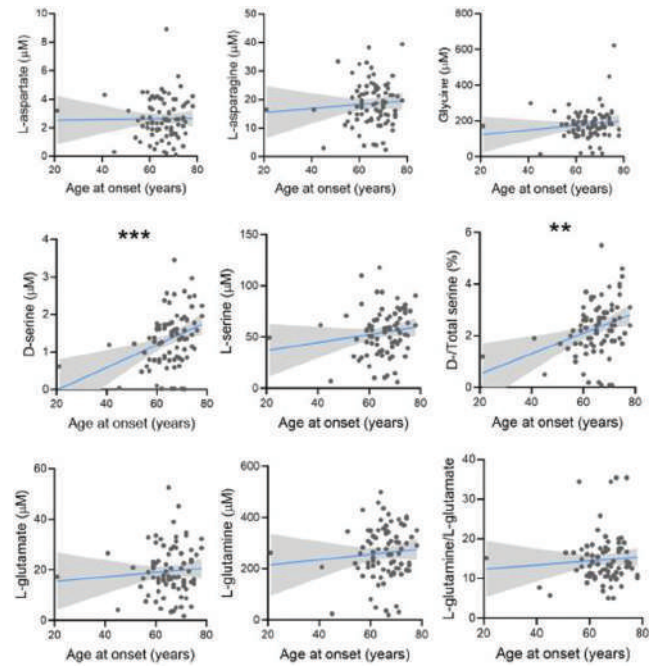 L-aspartate (μM)
10
8
6
4
2
0
20 40 60 80
Age at onset (years)
L-asparagine (μM)
50
40
30
20
10
0
20 40 60 80
Age at onset (years)
Glycine (μM)
800
600
400
200
0
20 40 60 80
Age at onset (years)
***
D-serine (μM)
4
3
2
1
0
20 40 60 80
Age at onset (years)
L-serine (μM)
150
100
50
0
20 40 60 80
Age at onset (years)
**
D-/Total serine (%)
6
4
2
0
20 40 60 80
Age at onset (years)
L-glutamate (μM)
60
40
20
0
20 40 60 80
Age at onset (years)
L-glutamine (μM)
600
400
200
0
20 40 60 80
Age at onset (years)
L-glutamine/L-glutamate
40
30
20
10
0
20 40 60 80
Age at onset (years)